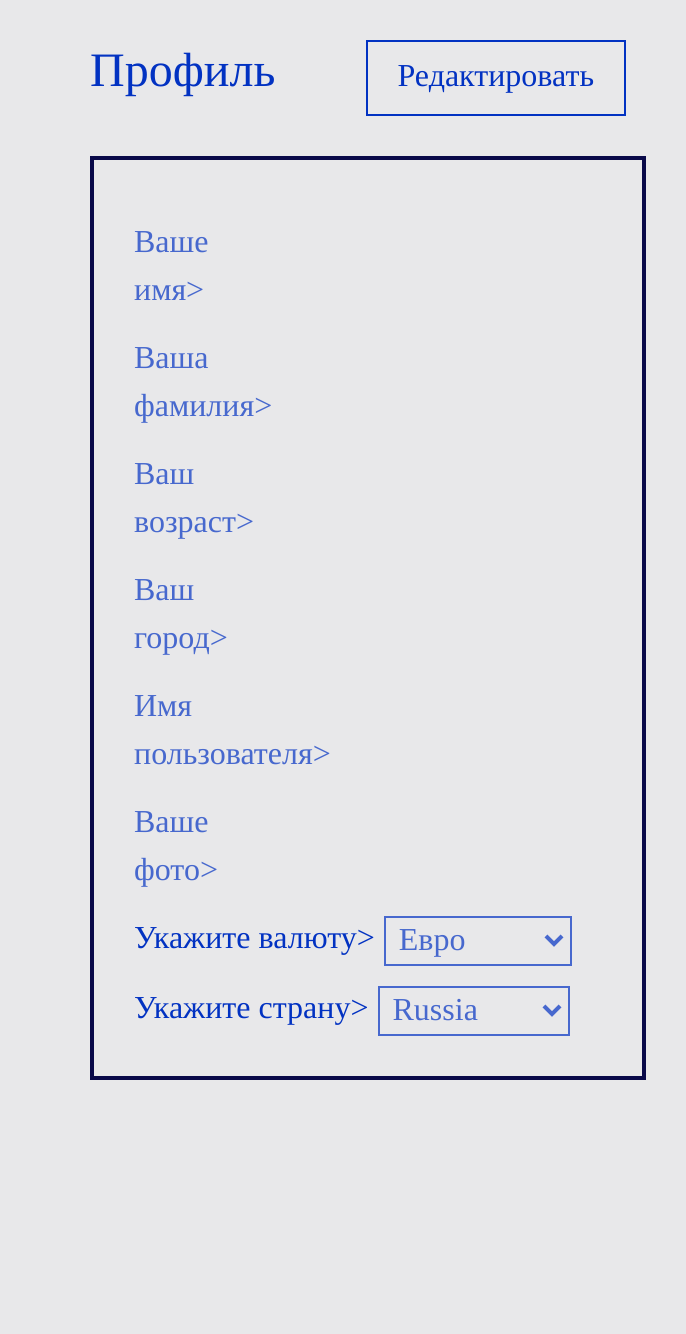 Профиль
Редактировать
Ваше
имя>
Ваша
фамилия>
Ваш
возраст>
Ваш
город>
Имя
пользователя>
Ваше
фото>
Укажите валюту> Евро
Укажите страну> Russia